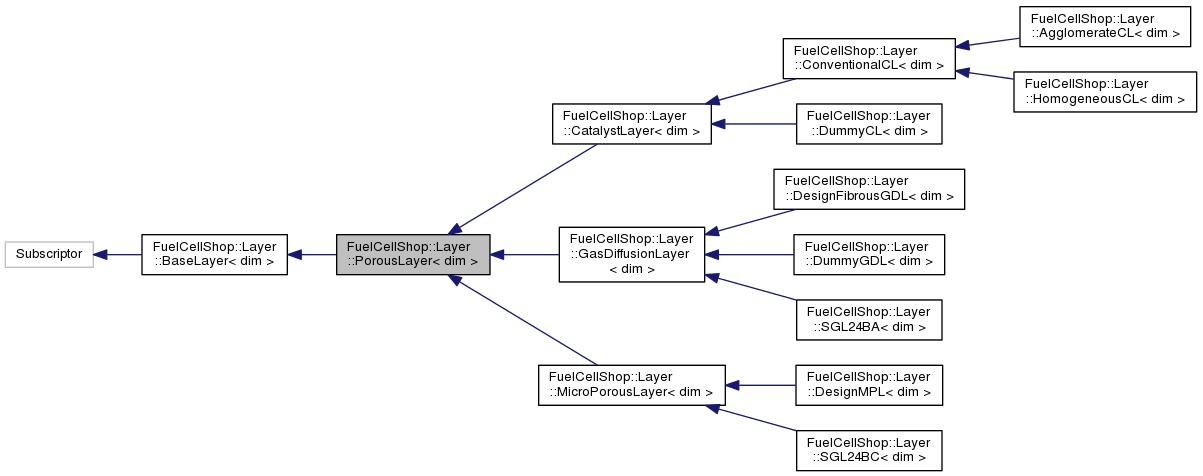 Subscriptor
FuelCellShop::Layer
::BaseLayer< dim >
FuelCellShop::Layer
::PorousLayer< dim >
FuelCellShop::Layer
::CatalystLayer< dim >
FuelCellShop::Layer
::GasDiffusionLayer
< dim >
FuelCellShop::Layer
::MicroPorousLayer< dim >
FuelCellShop::Layer
::ConventionalCL< dim >
FuelCellShop::Layer
::DummyCL< dim >
FuelCellShop::Layer
::DesignFibrousGDL< dim >
FuelCellShop::Layer
::DummyGDL< dim >
FuelCellShop::Layer
::SGL24BA< dim >
FuelCellShop::Layer
::DesignMPL< dim >
FuelCellShop::Layer
::SGL24BC< dim >
FuelCellShop::Layer
::AgglomerateCL< dim >
FuelCellShop::Layer
::HomogeneousCL< dim >